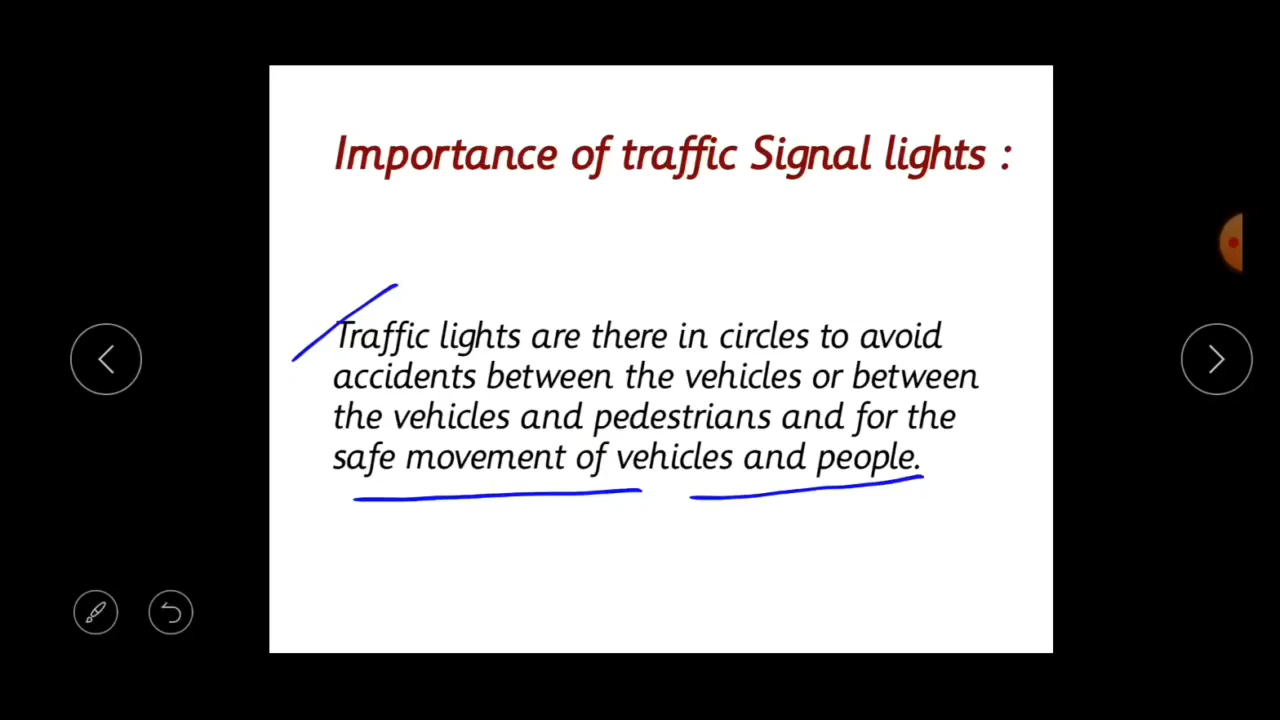 Importance of traffic Signal lights :
Traffic lights are there in circles to avoid
accidents between the vehicles or between
the vehicles and pedestrians and for the
safe movement of vehicles and people.